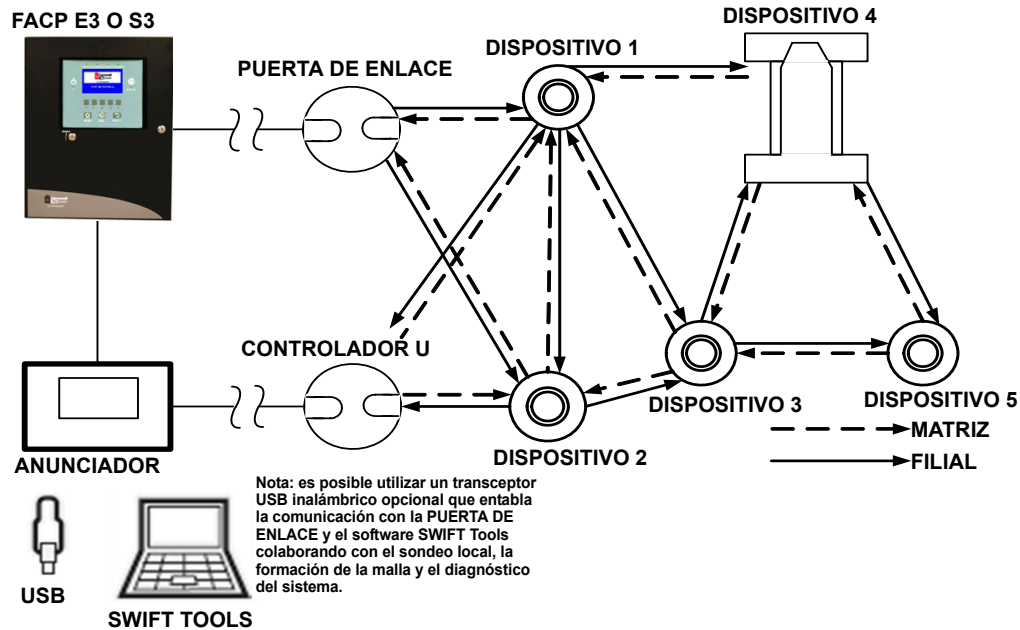 FACP E3 O S3
DISPOSITIVO 4
DISPOSITIVO 1
PUERTA DE ENLACE
CONTROLADOR U
DISPOSITIVO 3
DISPOSITIVO 5
MATRIZ
FILIAL
DISPOSITIVO 2
ANUNCIADOR
Nota: es posible utilizar un transceptor
USB inalámbrico opcional que entabla
la comunicación con la PUERTA DE
ENLACE y el software SWIFT Tools
colaborando con el sondeo local, la
formación de la malla y el diagnóstico
del sistema.
USB
SWIFT TOOLS